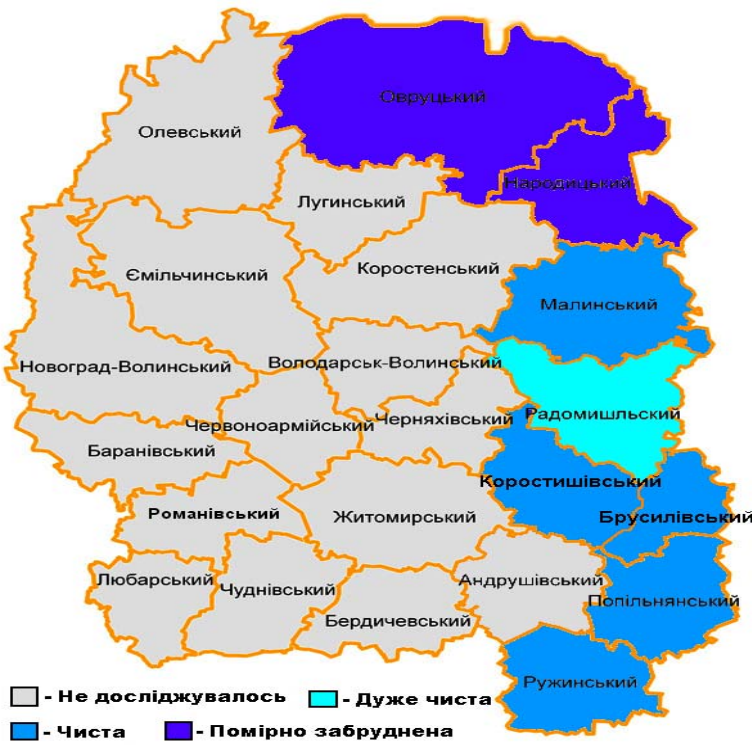 Овруцький
Олевський
Народицький
Лугинський
Ємільчинський
Коростенський
Малинський
Новоград-Волинський
Володарськ-Волинський
Радомишльский
Червоноармійський
Черняхівський
Баранівський
Коростишівський
Романівський
Житомирський
Брусилівський
Любарський
Чуднівський
Андрушівський
Попільнянський
Бердичевський
Ружинський
- Не досліджувалось
- Дуже чиста
- Чиста
- Помірно забруднена